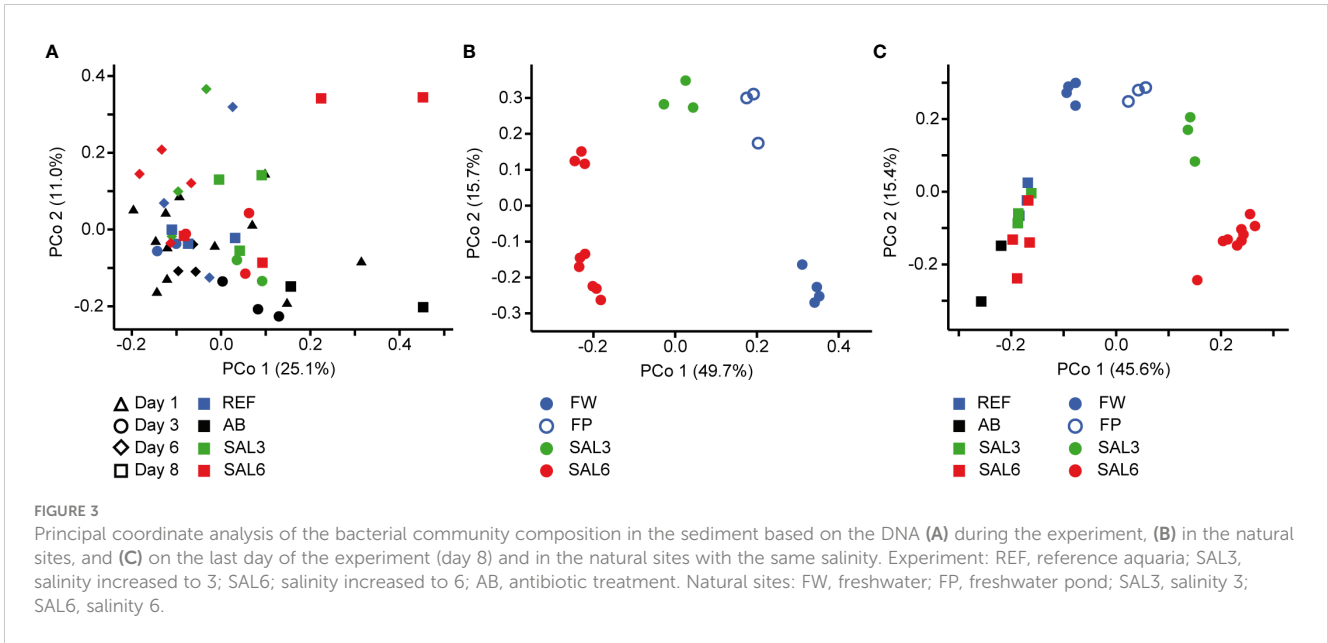 A
B
C
0.4
0.2
0.0
-0.2
PCo 2 (11.0%)
-0.2 0.0 0.2 0.4
PCo 1 (25.1%)
0.3
0.2
0.1
0.0
-0.1
-0.2
-0.3
PCo 2 (15.7%)
-0.2 0.0 0.2 0.4
PCo 1 (49.7%)
0.2
0.0
-0.2
PCo 2 (15.4%)
-0.2 0.0 0.2
PCo 1 (45.6%)
Day 1 REF
Day 3 AB
Day 6 SAL3
Day 8 SAL6
FW
FP
SAL3
SAL6
REF FW
AB FP
SAL3 SAL3
SAL6 SAL6
FIGURE 3
Principal coordinate analysis of the bacterial community composition in the sediment based on the DNA (A) during the experiment, (B) in the natural
sites, and (C) on the last day of the experiment (day 8) and in the natural sites with the same salinity. Experiment: REF, reference aquaria; SAL3,
salinity increased to 3; SAL6; salinity increased to 6; AB, antibiotic treatment. Natural sites: FW, freshwater; FP, freshwater pond; SAL3, salinity 3;
SAL6, salinity 6.